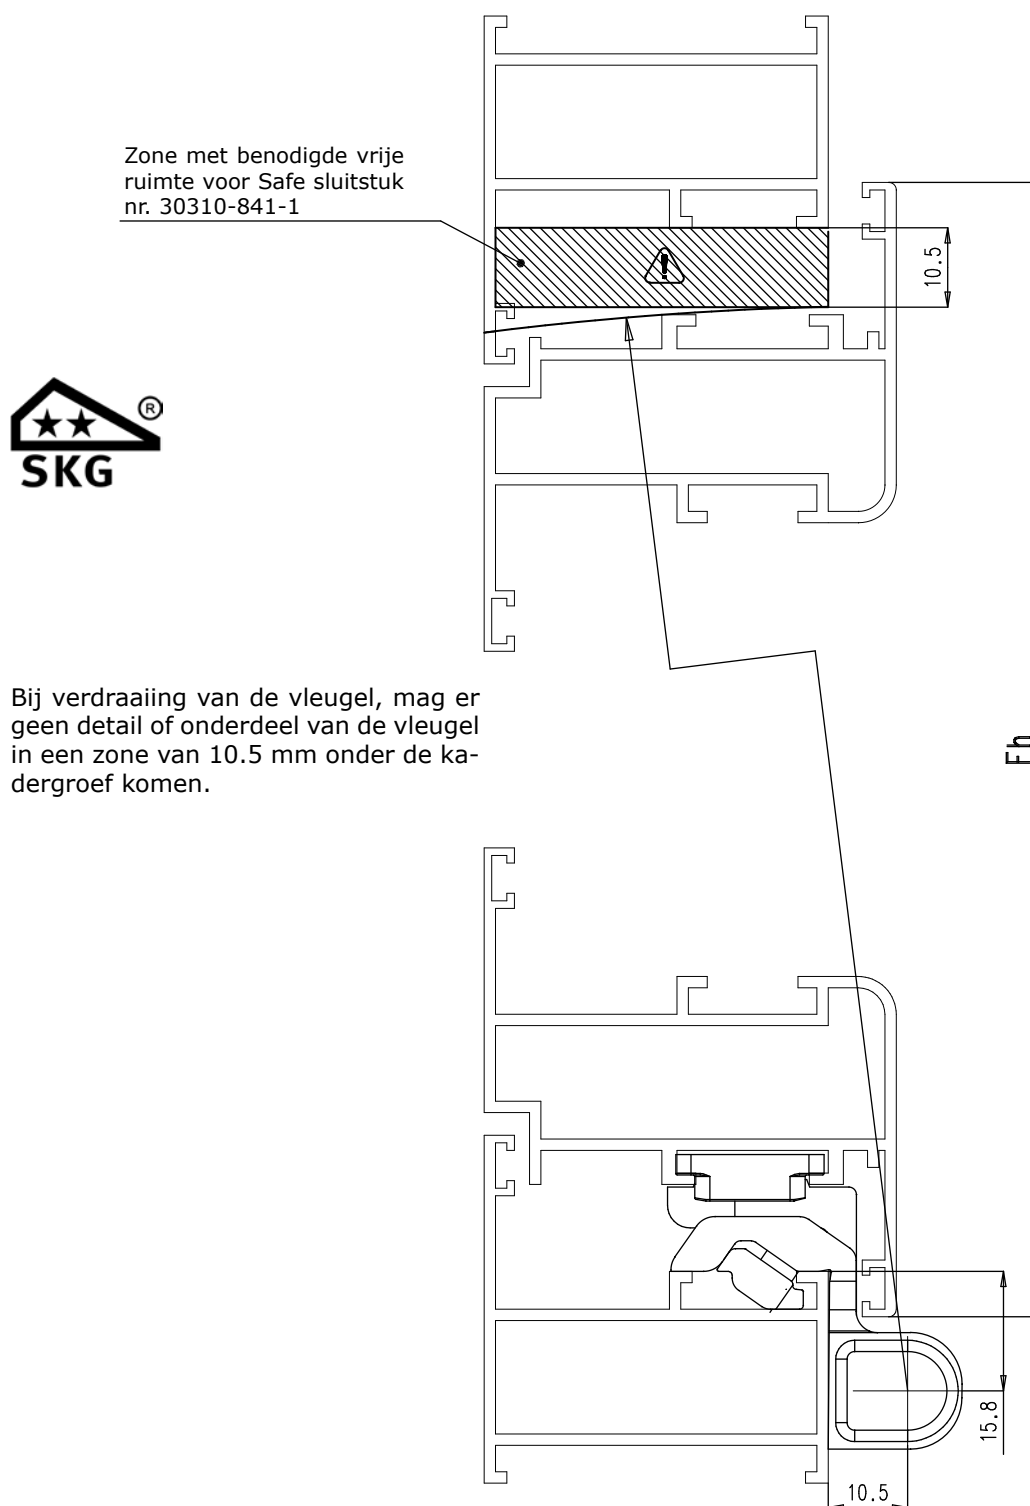 Zone met benodigde vrije
ruimte voor Safe sluitstuk
nr. 30310-841-1
10.5
®
SKG
Bij verdraaiing van de vleugel, mag er
geen detail of onderdeel van de vleugel
in een zone van 10.5 mm onder de ka-
dergroef komen.
Fh
15.8
10.5